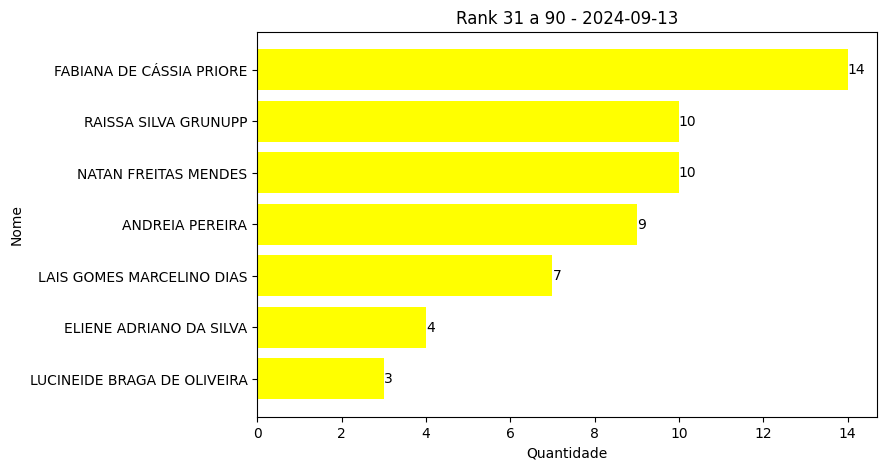 Rank 31 a 90 - 2024-09-13
FABIANA DE CÁSSIA PRIORE 14
RAISSA SILVA GRUNUPP 10
NATAN FREITAS MENDES 10
ANDREIA PEREIRA 9
LAIS GOMES MARCELINO DIAS 7
ELIENE ADRIANO DA SILVA 4
LUCINEIDE BRAGA DE OLIVEIRA 3
Nome
0 2 4 6 8 10 12 14
Quantidade